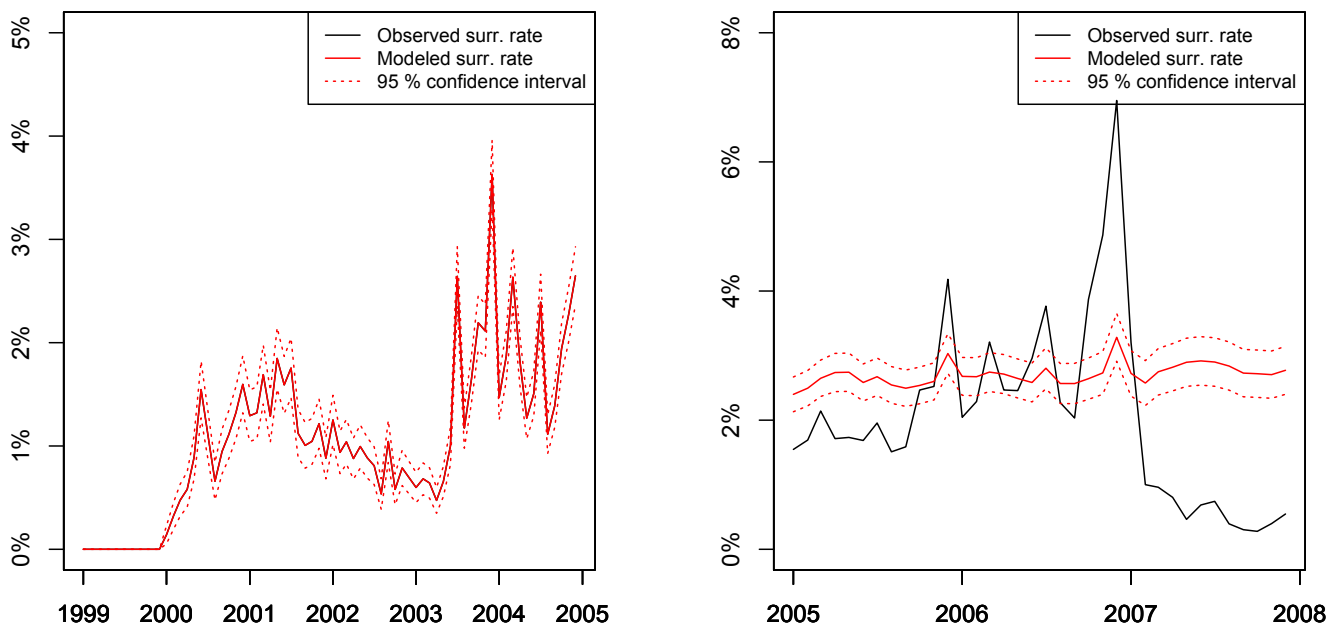 5%
4%
3%
2%
1%
0%
1999 2000 2001 2002 2003 2004 2005
Observed surr. rate
Modeled surr. rate
95 % confidence interval
8%
6%
4%
2%
0%
2005 2006 2007 2008
Observed surr. rate
Modeled surr. rate
95 % confidence interval